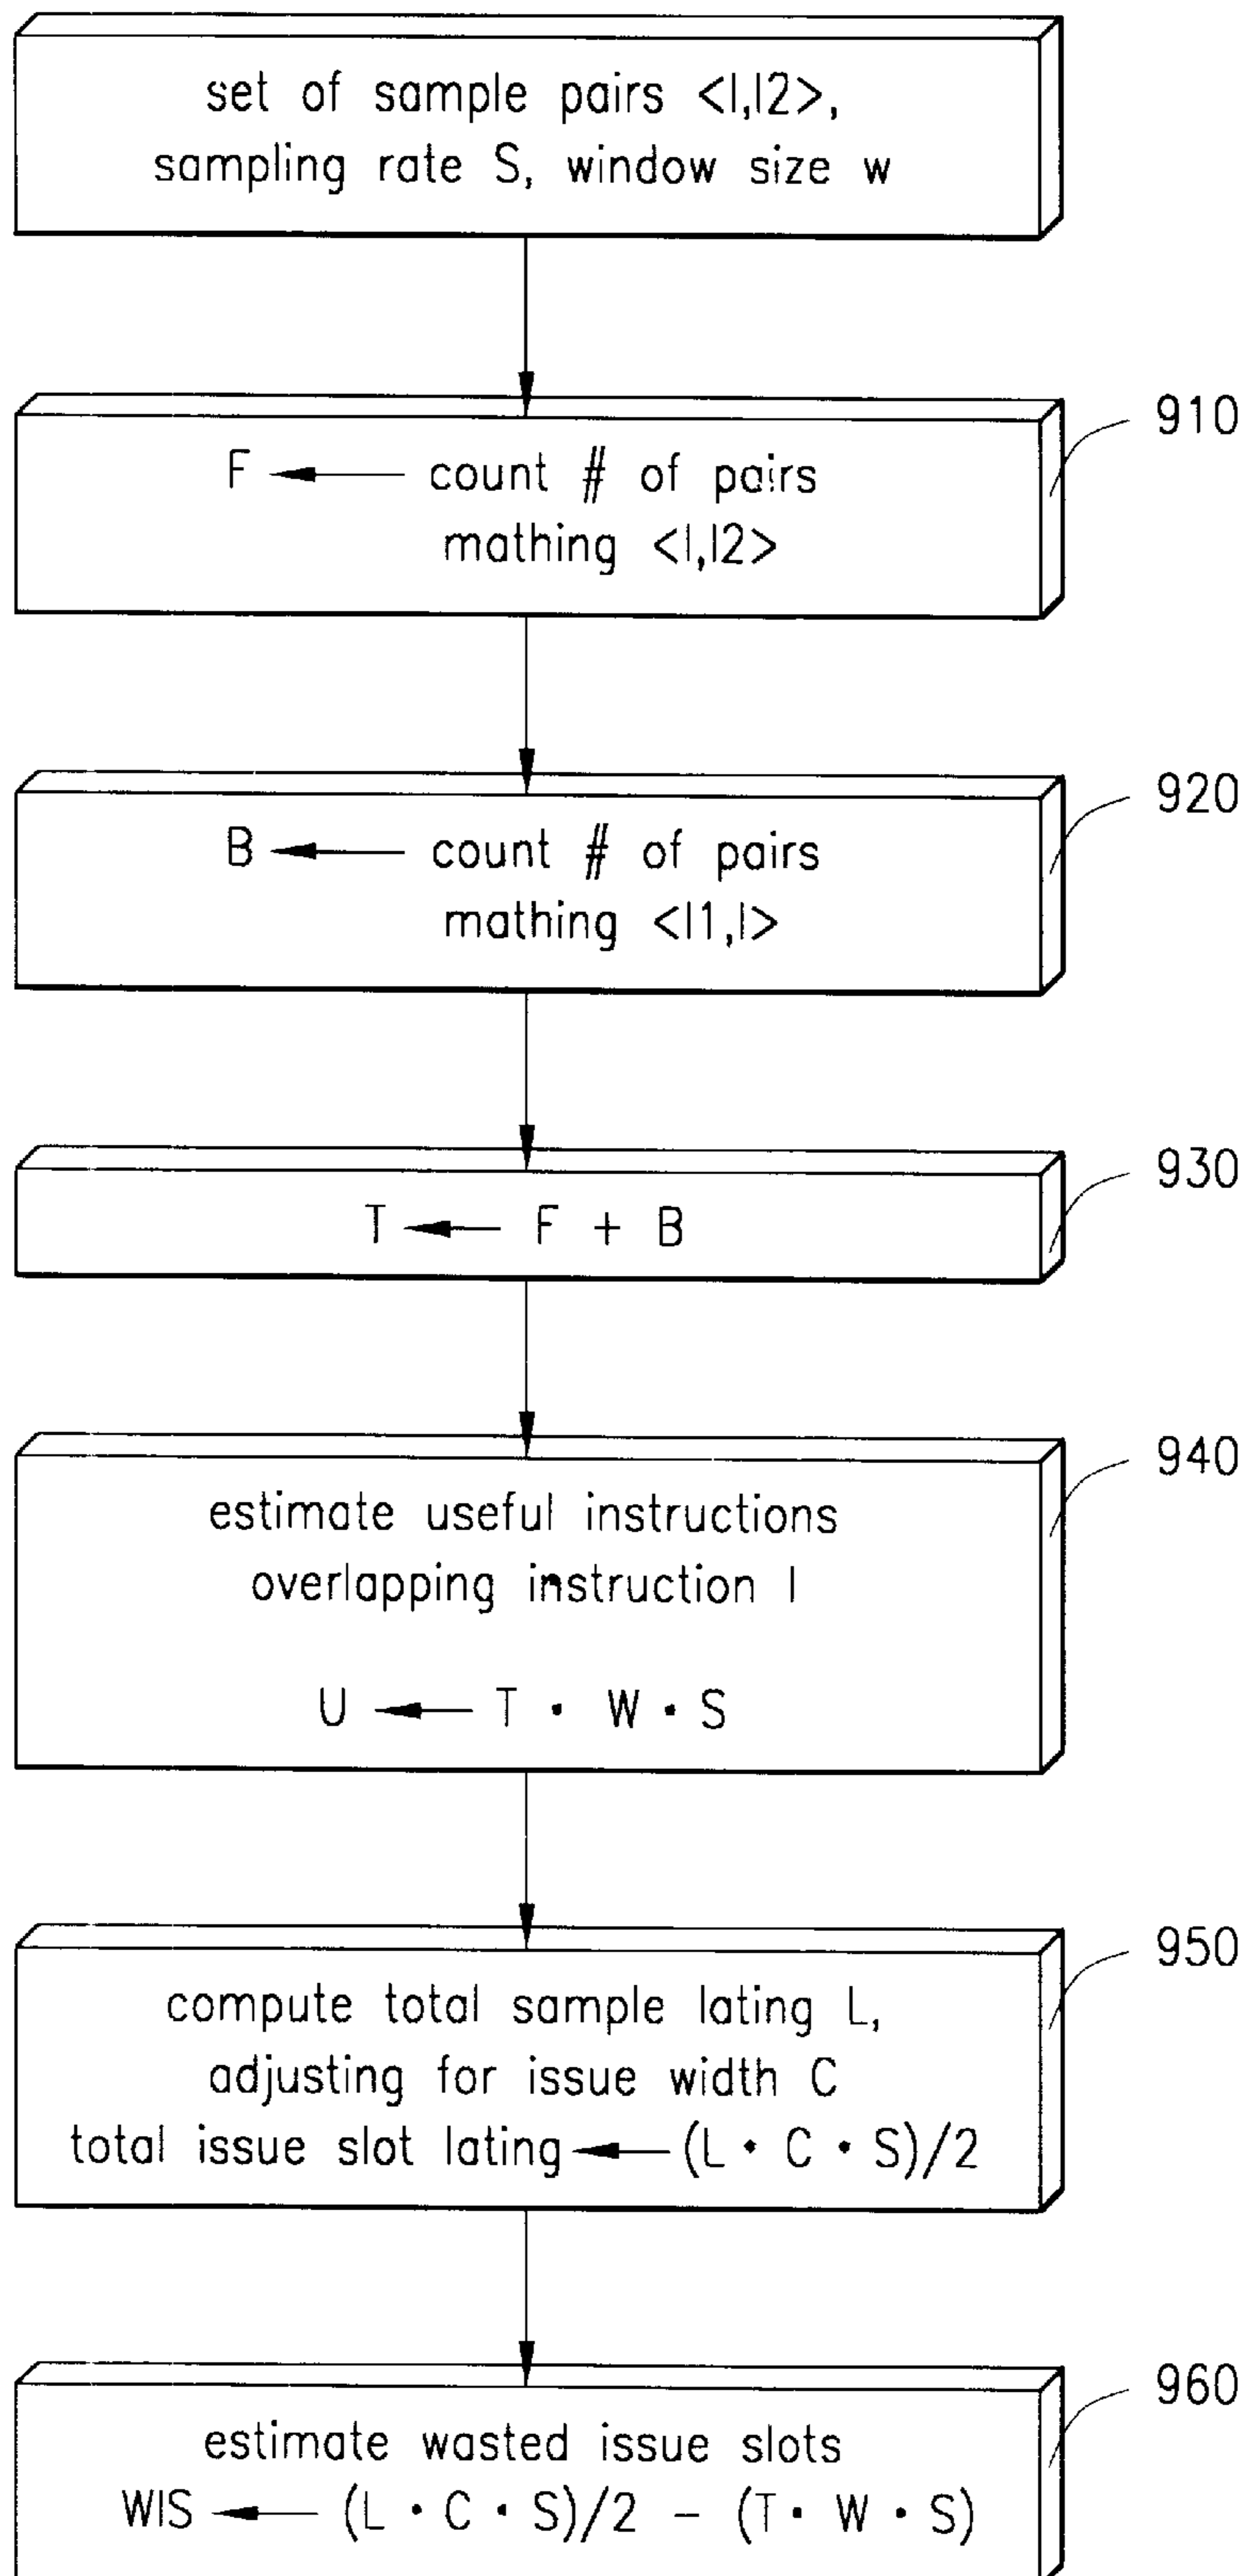 set of sample pairs <I,I2>,
sampling rate S, window size w
910
F ← count # of pairs
mathing <I,I2>
920
B ← count # of pairs
mathing <I1,I>
930
T ← F + B
940
estimate useful instructions
overlapping instruction I
U ← T · W · S
950
compute total sample lating L,
adjusting for issue width C
total issue slot lating ← (L · C · S)/2
960
estimate wasted issue slots
WIS ← (L · C · S)/2 - (T · W · S)